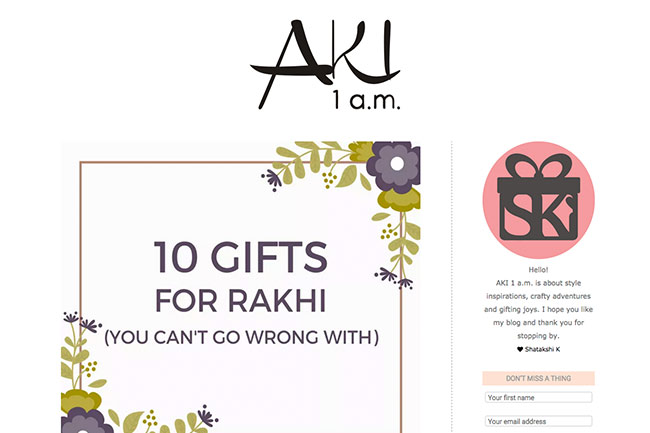 AKI
1 a.m.
10 GIFTS
FOR RAKHI
(YOU CAN'T GO WRONG WITH)
SK
Hello!
AKI 1 a.m. is about style
inspirations, crafty adventures
and gifting joys. I hope you like
my blog and thank you for
stopping by.
♥ Shatakshi K
DON'T MISS A THING
Your first name
Your email address